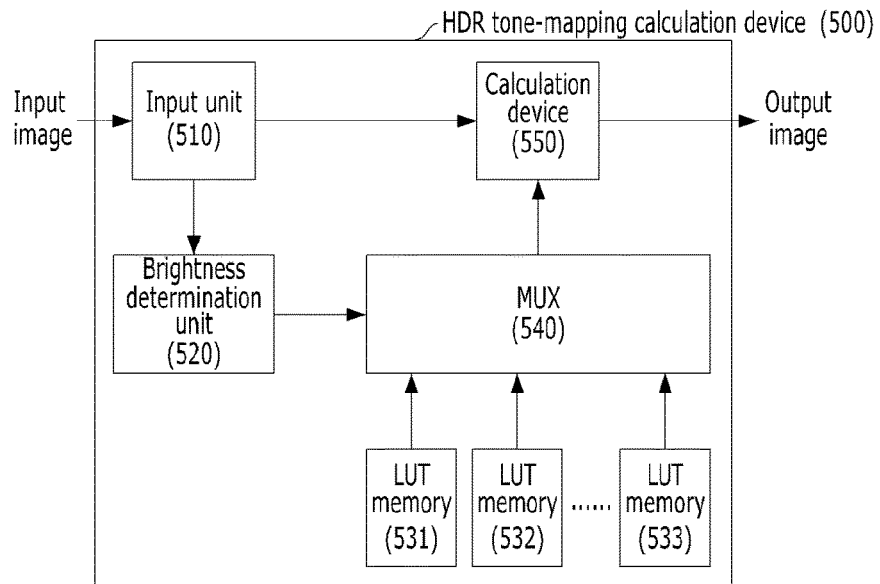 HDR tone-mapping calculation device (500)
Input
image
Input unit
(510)
Calculation
device
(550)
Output
image
Brightness
determination
unit
(520)
MUX
(540)
LUT
memory
(531)
LUT
memory
(532)
......
LUT
memory
(533)